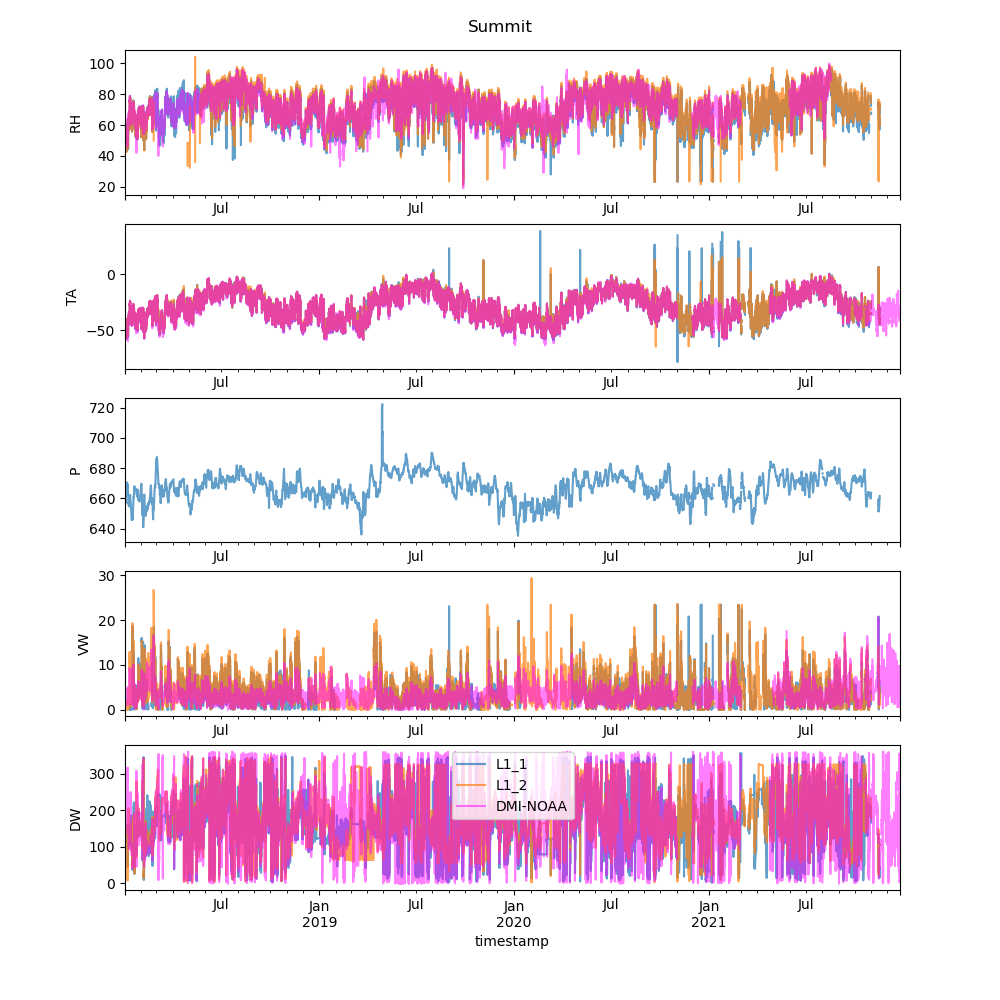 Summit
RH
100
80
60
40
20
Jul Jul Jul Jul
TA
0
−50
Jul Jul Jul Jul
P
720
700
680
660
640
Jul Jul Jul Jul
VW
30
20
10
0
Jul Jul Jul Jul
DW
300
200
100
0
L1_1
L1_2
DMI-NOAA
Jul Jan Jul Jan Jul Jan Jul
2019 2020 2021
timestamp